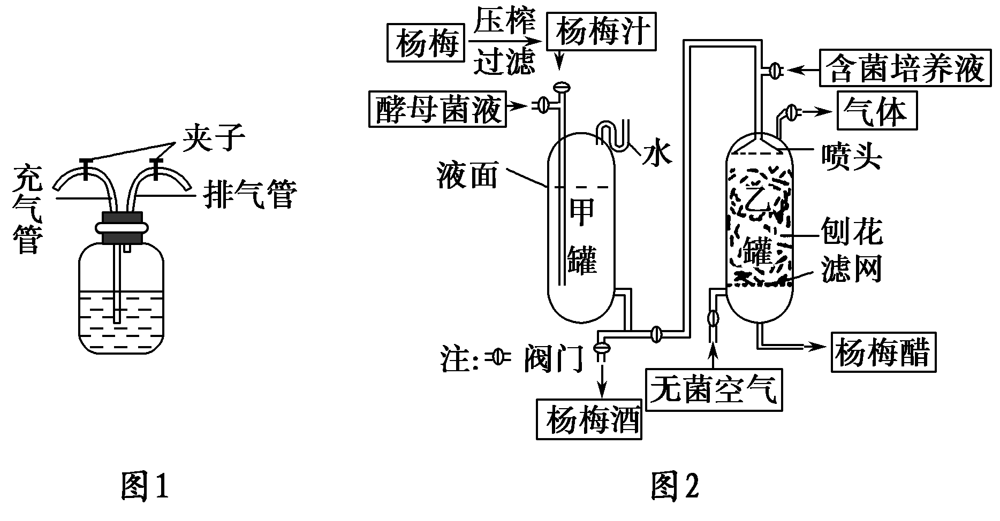 夹子
充气管
排气管
图1
杨梅
压榨
过滤
杨梅汁
酵母菌液
水
液面
甲罐
含菌培养液
气体
喷头
乙罐
刨花
滤网
注:
阀门
无菌空气
杨梅醋
杨梅酒
图2